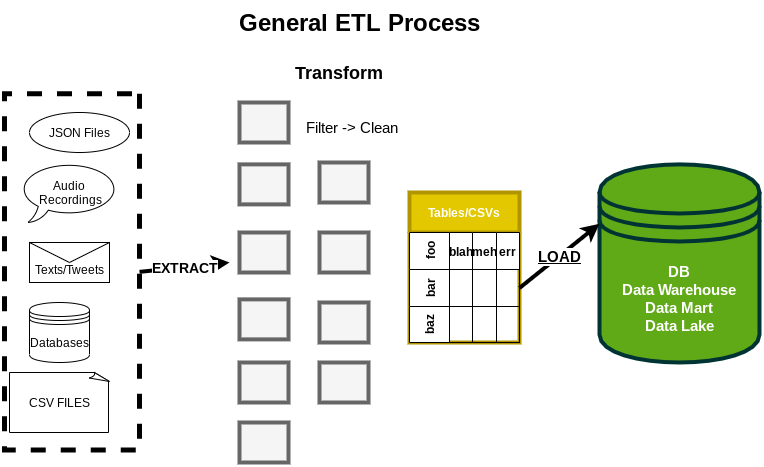 General ETL Process
Transform
Filter -> Clean
JSON Files
Audio
Recordings
Texts/Tweets
Databases
CSV FILES
EXTRACT
Tables/CSVs
foo
blah
meh
err
bar
baz
LOAD
DB
Data Warehouse
Data Mart
Data Lake